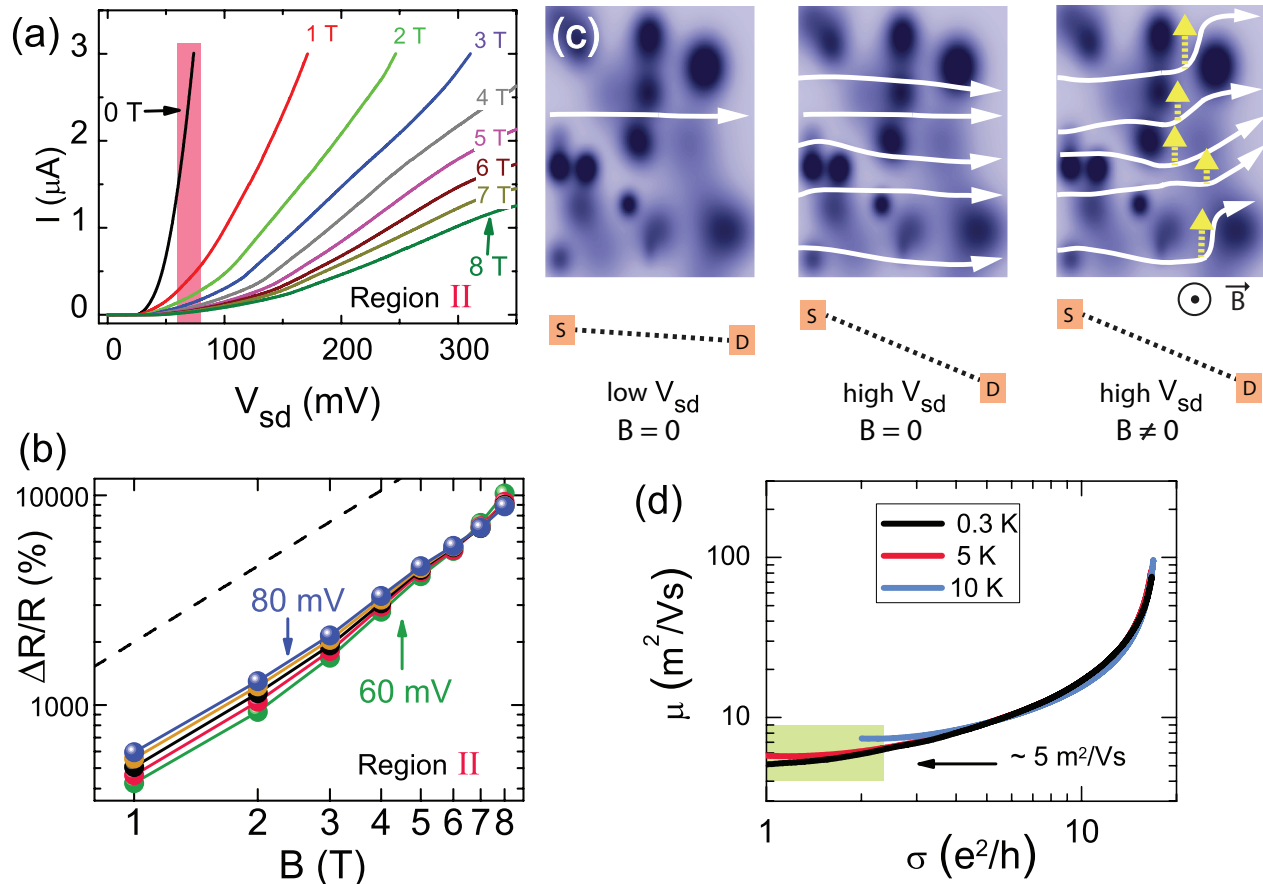 (a)
3
2
1
0
I (μA)
0 T
1 T
2 T
3 T
4 T
5 T
6 T
7 T
8 T
Region II
0
100
200
300
V_sd (mV)
(b)
10000
1000
ΔR/R (%)
80 mV
60 mV
Region II
1
2
3
4
5
6
7
8
B (T)
(c)
S
D
low V_sd
B = 0
S
D
high V_sd
B = 0
B⃗
S
D
high V_sd
B ≠ 0
(d)
0.3 K
5 K
10 K
100
10
μ (m²/Vs)
~ 5 m²/Vs
1
10
σ (e²/h)